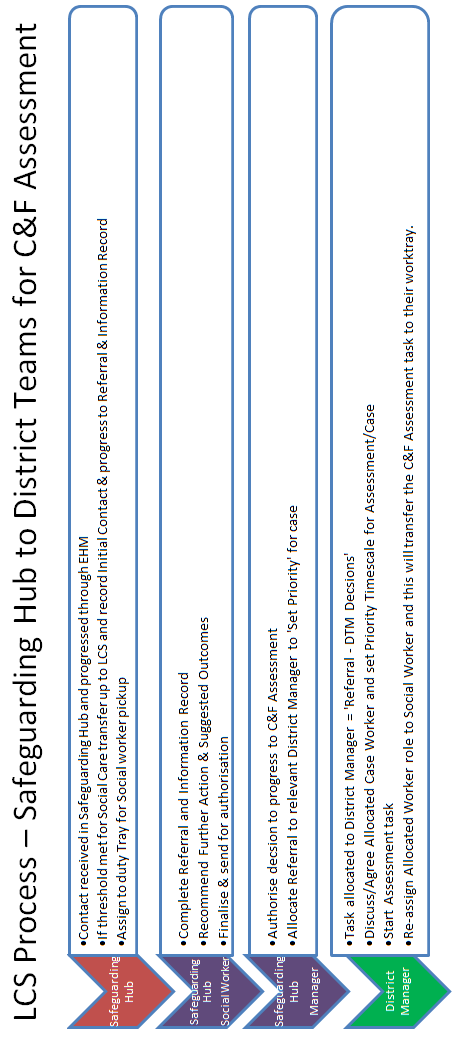 LCS Process – Safeguarding Hub to District Teams for C&F Assessment
Safeguarding
Hub
•Contact received in Safeguarding Hub and progressed through EHM
•If threshold met for Social Care transfer up to LCS and record Initial Contact & progress to Referral & Information Record
•Assign to duty Tray for Social worker pickup
Safeguarding
Hub
Social Worker
•Complete Referral and Information Record
•Recommend Further Action & Suggested Outcomes
•Finalise & send for authorisation
Safeguarding
Hub
Manager
•Authorise decsion to progress to C&F Assessment
•Allocate Referral to relevant District Manager to 'Set Priority' for case
District
Manager
•Task allocated to District Manager = 'Referral - DTM Decsions'
•Discuss/Agree Allocated Case Worker and set Priority Timescale for Assessment/Case
•Start Assessment task
•Re-assign Allocated Worker role to Social Worker and this will transfer the C&F Assessment task to their worktray.